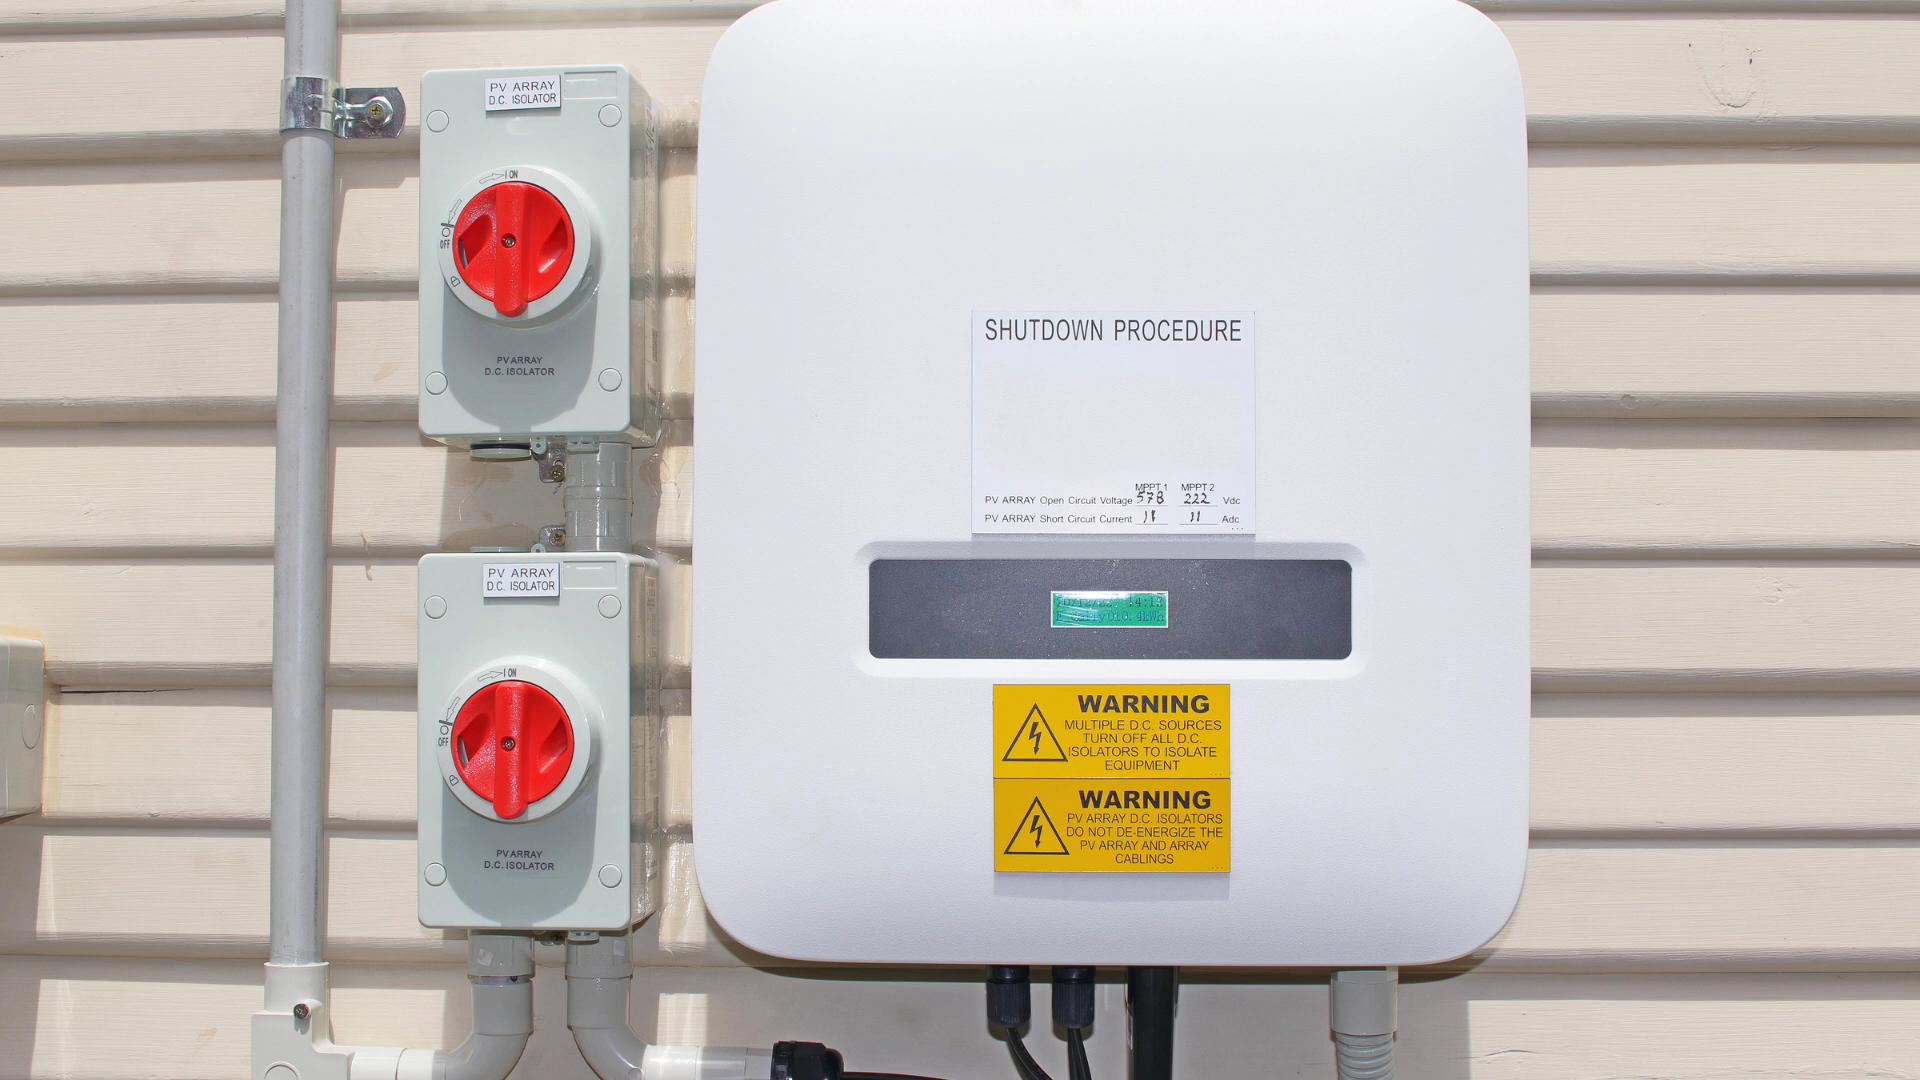 PV ARRAY
D.C. ISOLATOR
I ON
OFF
PV ARRAY
D.C. ISOLATOR
PV ARRAY
D.C. ISOLATOR
I ON
OFF
PV ARRAY
D.C. ISOLATOR
SHUTDOWN PROCEDURE
MPPT 1 MPPT 2
PV ARRAY Open Circuit Voltage 578 222 Vdc
PV ARRAY Short Circuit Current 11 Adc
14:13
WARNING
MULTIPLE D.C. SOURCES
TURN OFF ALL D.C.
ISOLATORS TO ISOLATE
EQUIPMENT
WARNING
PV ARRAY D.C. ISOLATORS
DO NOT DE-ENERGIZE THE
PV ARRAY AND ARRAY
CABLINGS